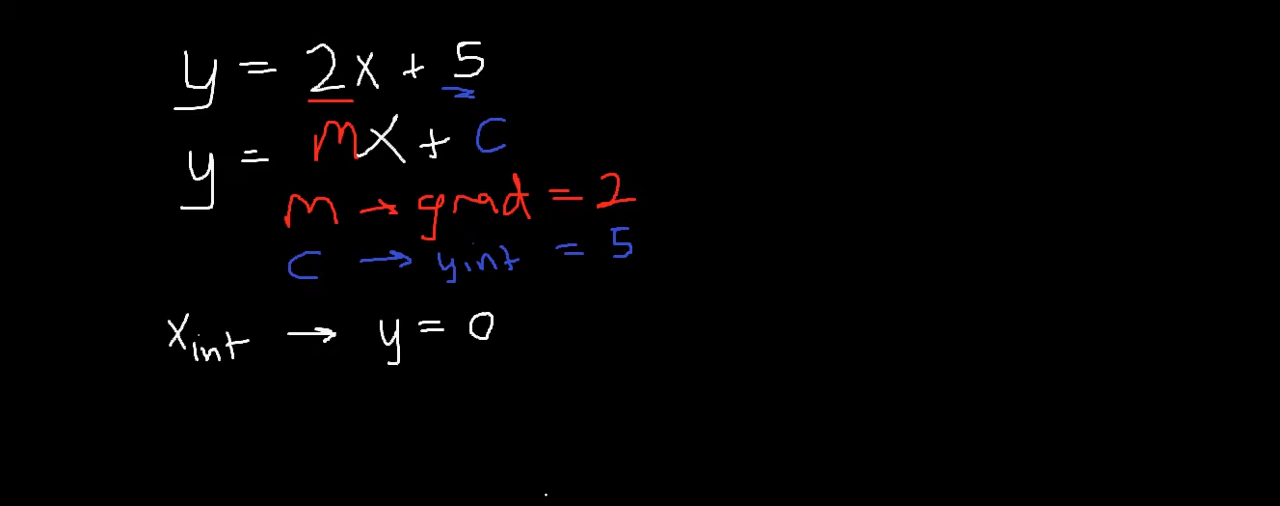 y = 2x + 5
y = mx + c
m → grad = 2
c → yint = 5
xint → y = 0